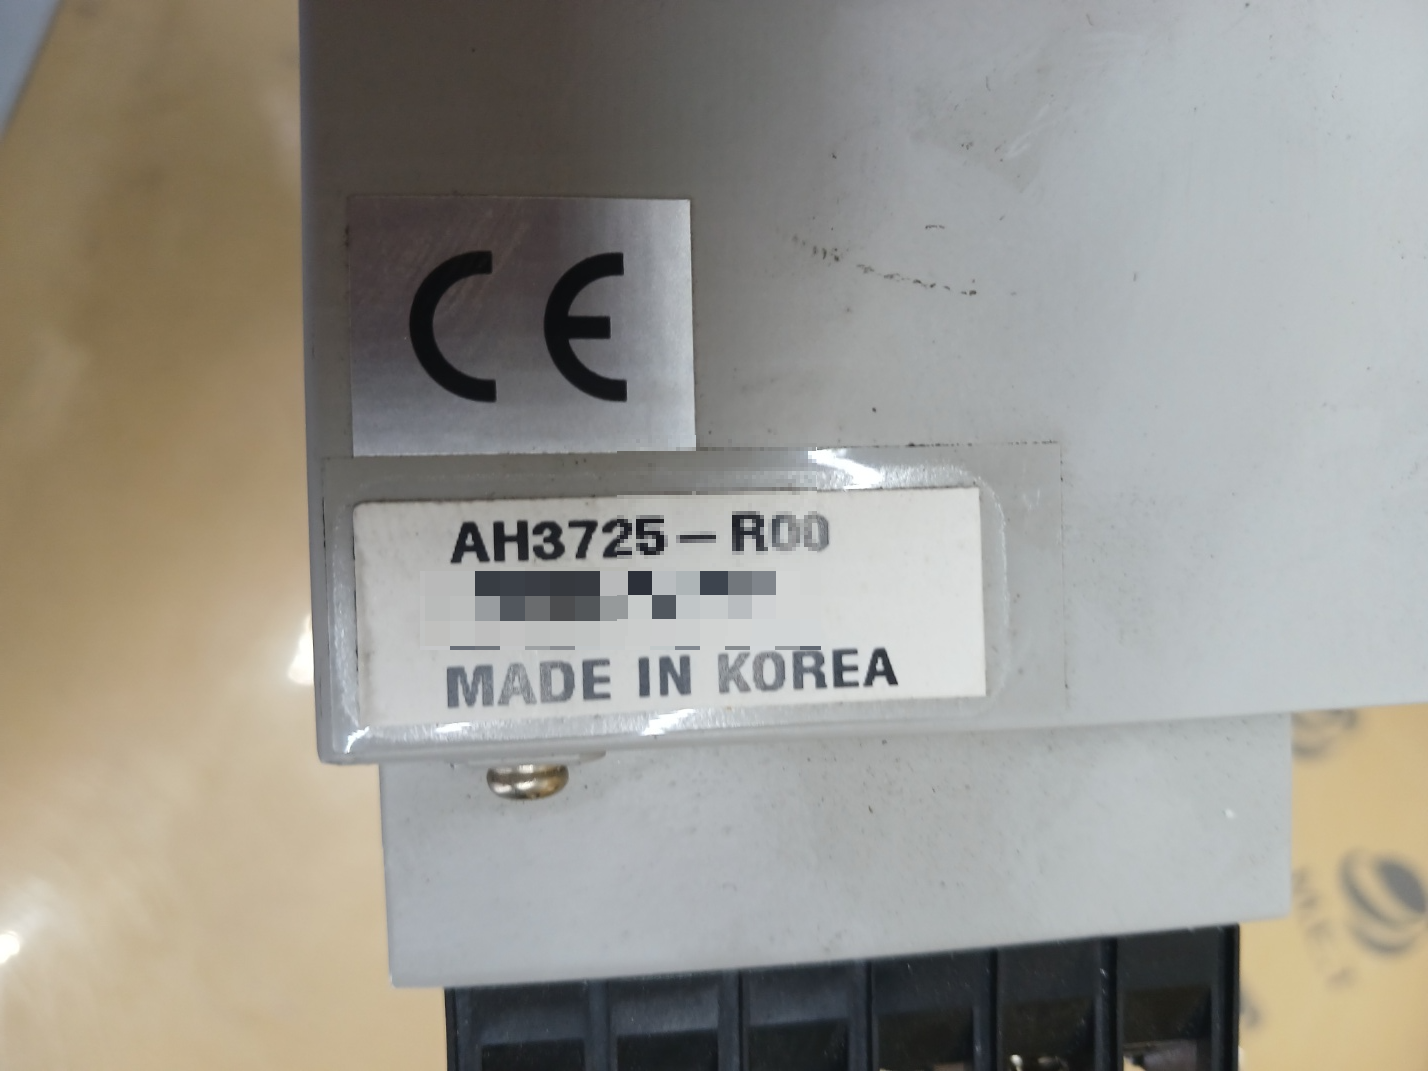 CE
AH3725-R00
MADE IN KOREA